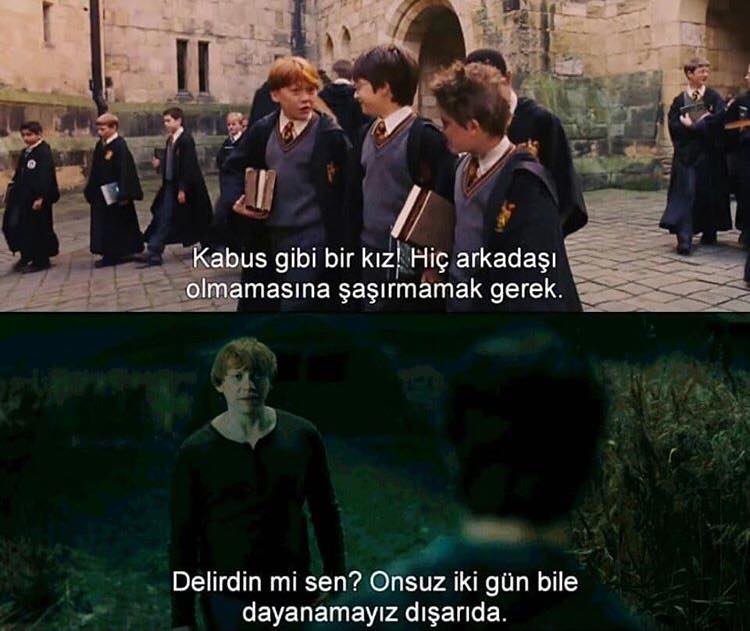 Kabus gibi bir kız! Hiç arkadaşı
olmamasına şaşırmamak gerek.
Delirdin mi sen? Onsuz iki gün bile
dayanamayız dışarıda.